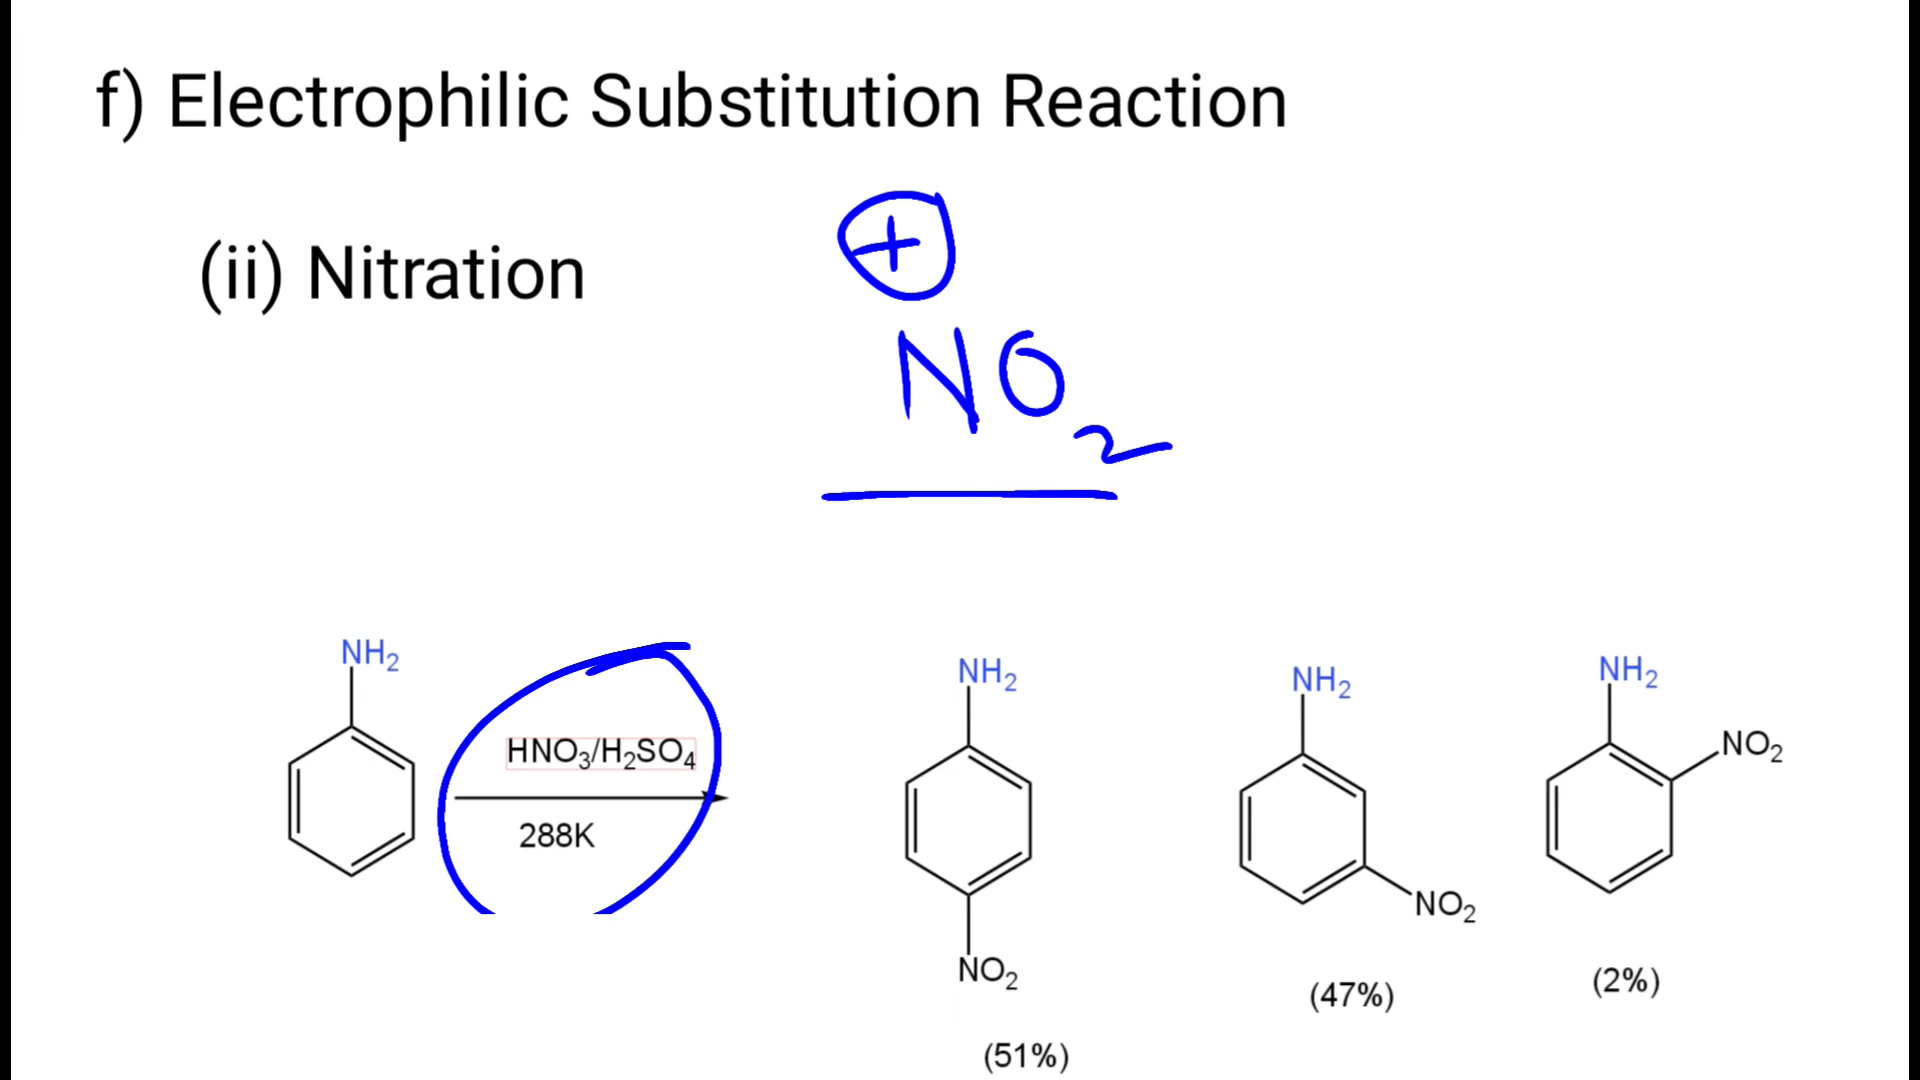 f) Electrophilic Substitution Reaction
(ii) Nitration
+
NO2
NH2
HNO3/H2SO4
288K
NH2
NO2
(51%)
NH2
NO2
(47%)
NH2
NO2
(2%)